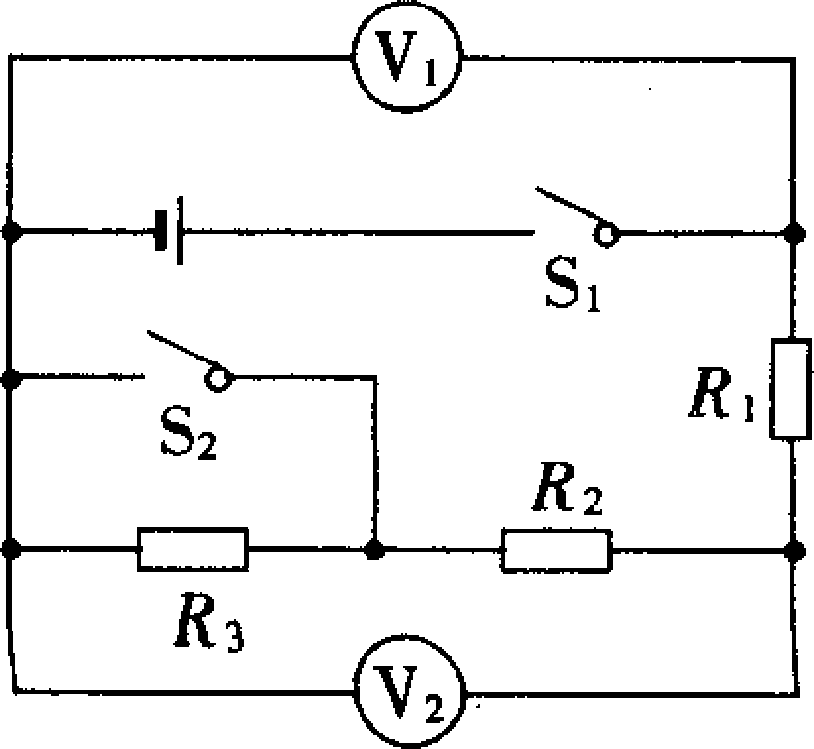 V₁
S₁
S₂
R₁
R₂
R₃
V₂